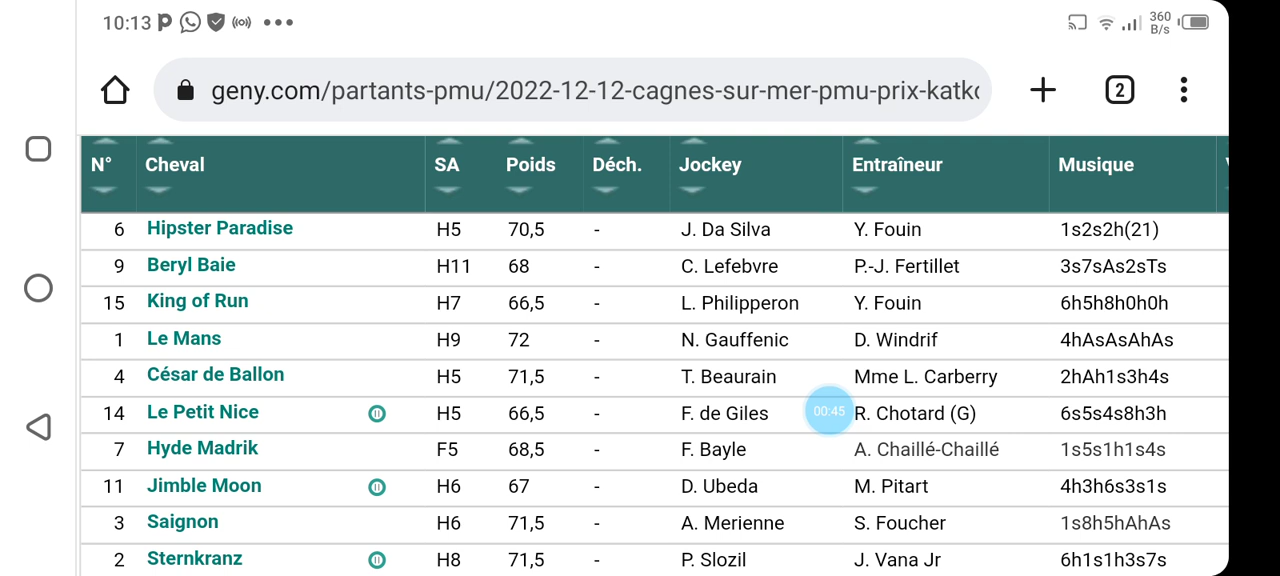 10:13
360 B/s
geny.com/partants-pmu/2022-12-12-cagnes-sur-mer-pmu-prix-katko
2
N° Cheval SA Poids Déch. Jockey Entraîneur Musique
6 Hipster Paradise H5 70,5 - J. Da Silva Y. Fouin 1s2s2h(21)
9 Beryl Baie H11 68 - C. Lefebvre P.-J. Fertillet 3s7sAs2sTs
15 King of Run H7 66,5 - L. Philipperon Y. Fouin 6h5h8h0h0h
1 Le Mans H9 72 - N. Gauffenic D. Windrif 4hAsAsAhAs
4 César de Ballon H5 71,5 - T. Beaurain Mme L. Carberry 2hAh1s3h4s
14 Le Petit Nice H5 66,5 - F. de Giles 00:45 R. Chotard (G) 6s5s4s8h3h
7 Hyde Madrik F5 68,5 - F. Bayle A. Chaillé-Chaillé 1s5s1h1s4s
11 Jimble Moon H6 67 - D. Ubeda M. Pitart 4h3h6s3s1s
3 Saignon H6 71,5 - A. Merienne S. Foucher 1s8h5hAhAs
2 Sternkranz H8 71,5 - P. Slozil J. Vana Jr 6h1s1h3s7s